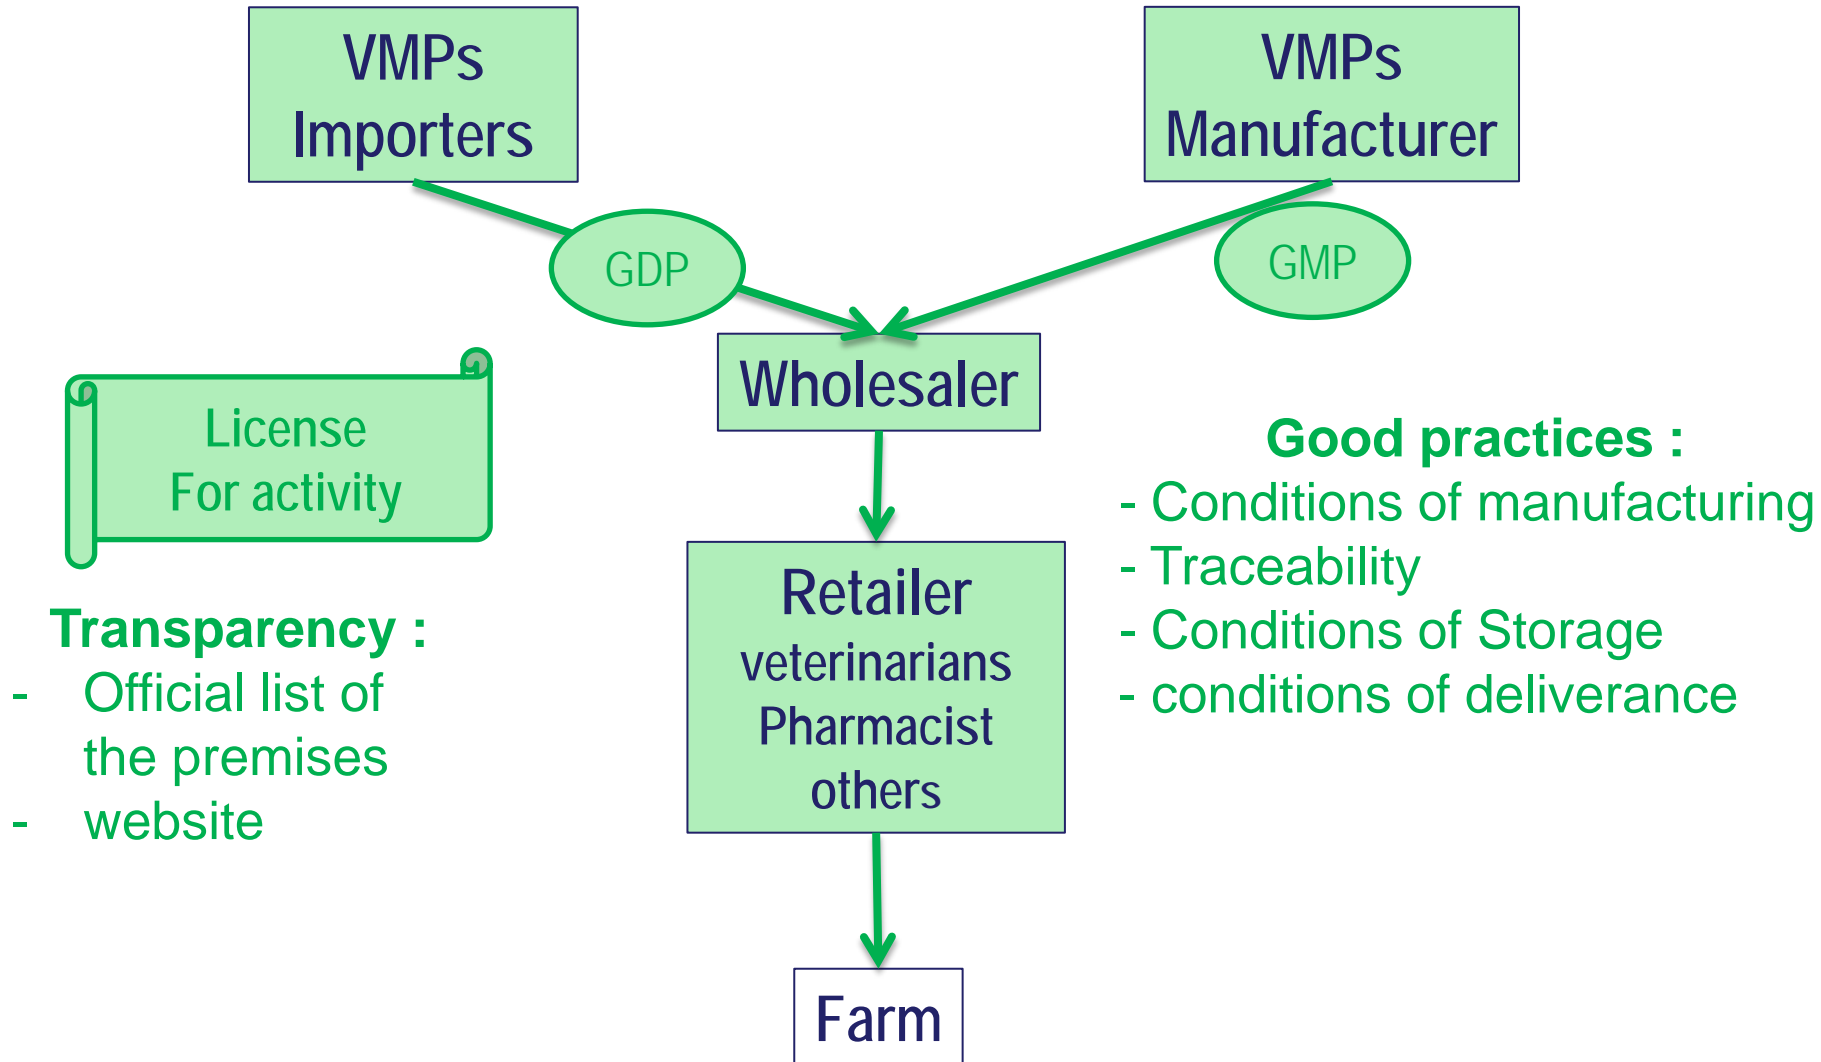 VMPs
Importers
VMPs
Manufacturer
GDP
GMP
Wholesaler
License
For activity
Transparency :
- Official list of
the premises
- website
Good practices :
- Conditions of manufacturing
- Traceability
- Conditions of Storage
- conditions of deliverance
Retailer
veterinarians
Pharmacist
others
Farm